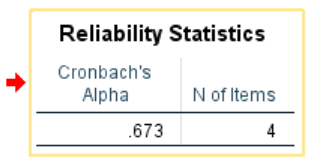 Reliability Statistics
Cronbach's
Alpha N of Items
.673 4